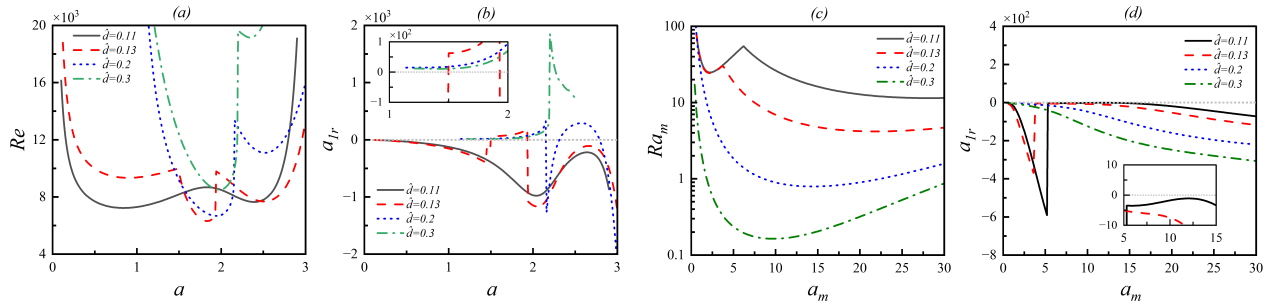 (a)
×10³
20
16
12
8
4
Re
0
1
2
3
a
d̂=0.11
d̂=0.13
d̂=0.2
d̂=0.3
(b)
×10³
2
1
0
−1
−2
a1r
0
1
2
3
a
×10²
1
0
−1
1
2
d̂=0.11
d̂=0.13
d̂=0.2
d̂=0.3
(c)
100
10
1
0.1
Ram
0
5
10
15
20
25
30
am
d̂=0.11
d̂=0.13
d̂=0.2
d̂=0.3
(d)
×10²
4
2
0
−2
−4
−6
−8
a1r
0
5
10
15
20
25
30
am
d̂=0.11
d̂=0.13
d̂=0.2
d̂=0.3
10
0
−10
5
10
15